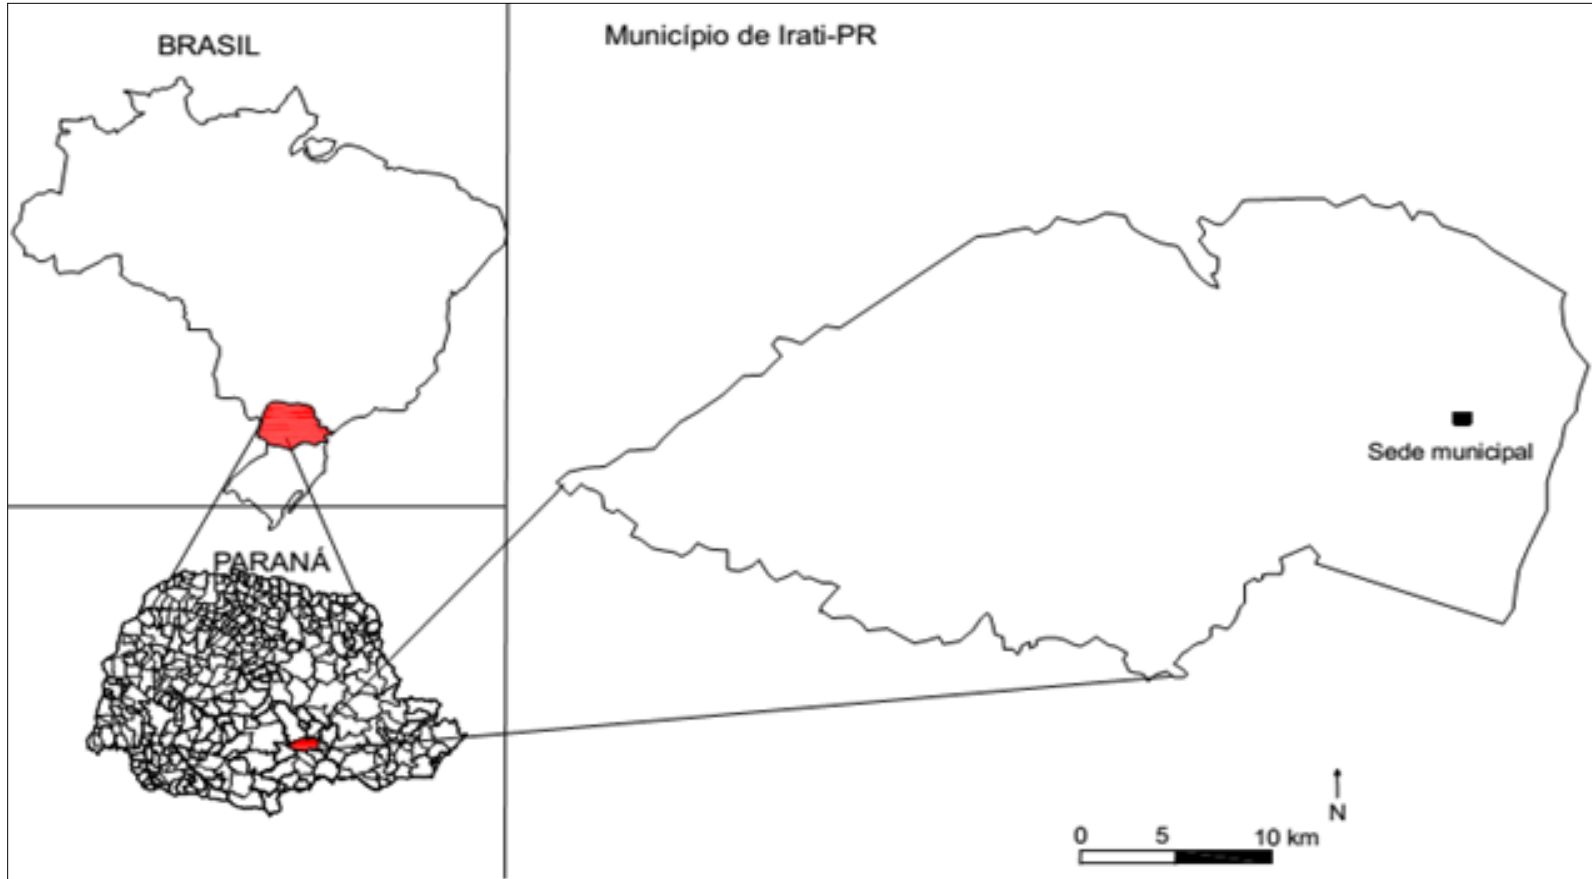 BRASIL
Município de Irati-PR
Sede municipal
PARANÁ
N
0 5 10 km